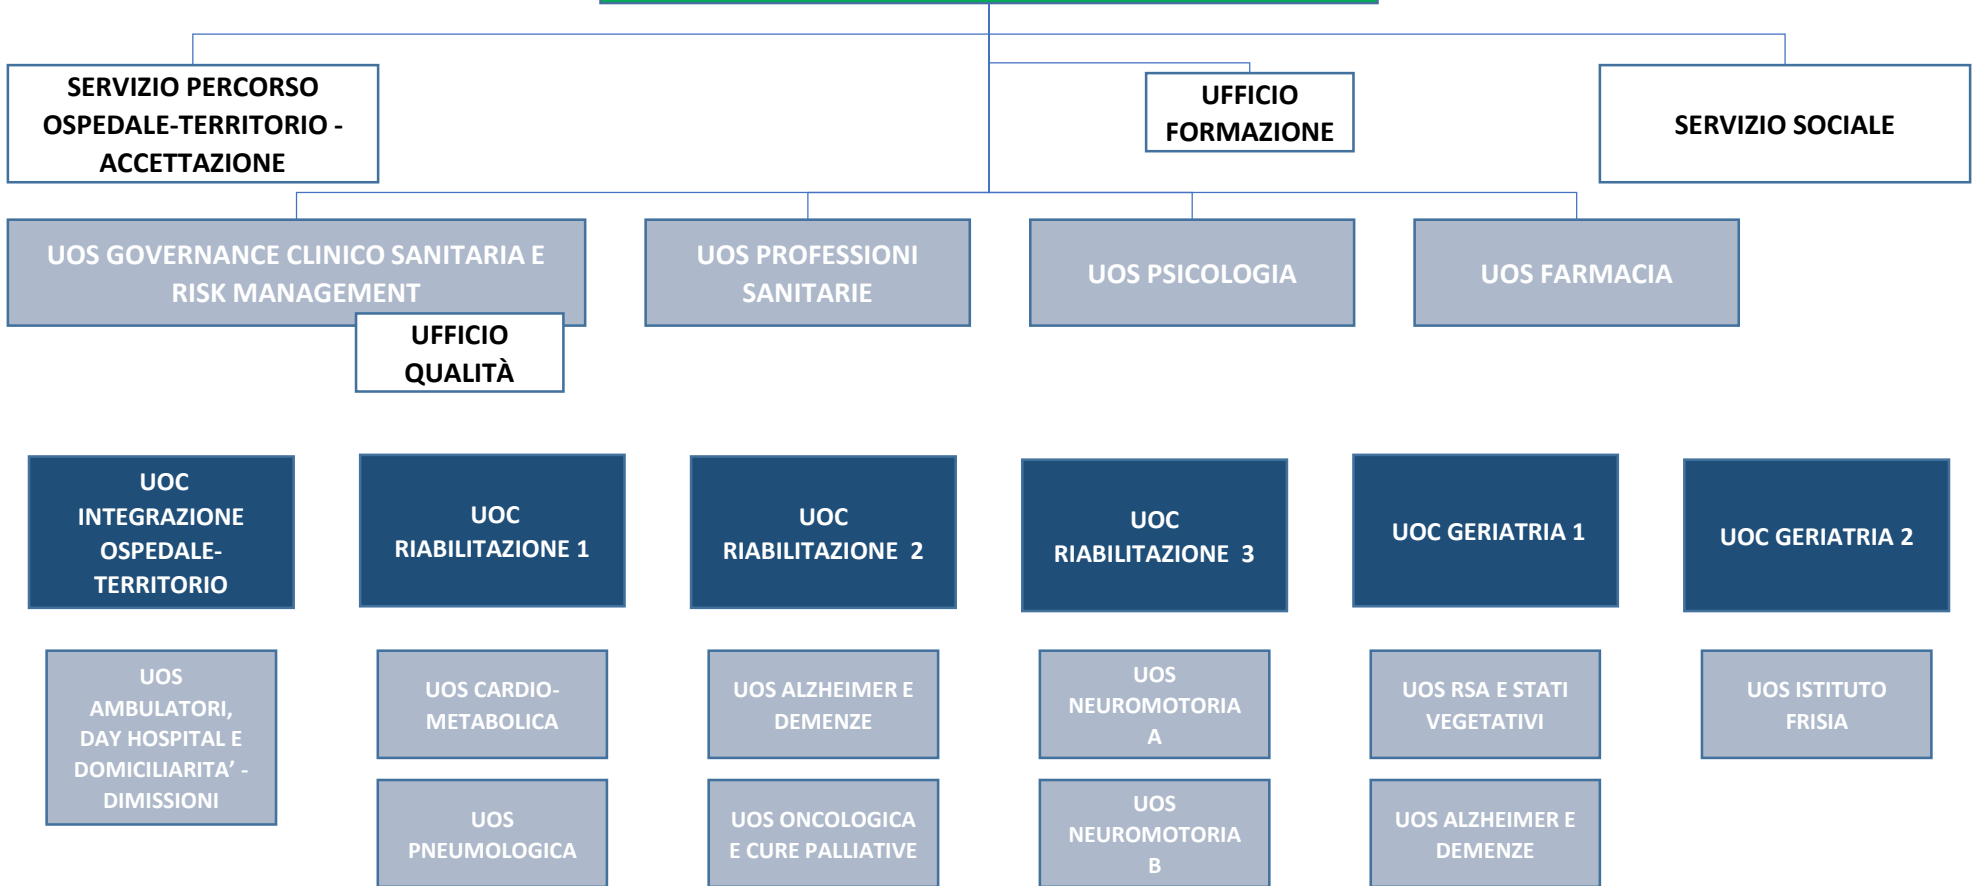 SERVIZIO PERCORSO
OSPEDALE-TERRITORIO -
ACCETTAZIONE
UFFICIO
FORMAZIONE
SERVIZIO SOCIALE
UOS GOVERNANCE CLINICO SANITARIA E
RISK MANAGEMENT
UFFICIO
QUALITÀ
UOS PROFESSIONI
SANITARIE
UOS PSICOLOGIA
UOS FARMACIA
UOC
INTEGRAZIONE
OSPEDALE-
TERRITORIO
UOC
RIABILITAZIONE 1
UOC
RIABILITAZIONE 2
UOC
RIABILITAZIONE 3
UOC GERIATRIA 1
UOC GERIATRIA 2
UOS
AMBULATORI,
DAY HOSPITAL E
DOMICILIARITA’ -
DIMISSIONI
UOS CARDIO-
METABOLICA
UOS ALZHEIMER E
DEMENZE
UOS
NEUROMOTORIA
A
UOS RSA E STATI
VEGETATIVI
UOS ISTITUTO
FRISIA
UOS
PNEUMOLOGICA
UOS ONCOLOGICA
E CURE PALLIATIVE
UOS
NEUROMOTORIA
B
UOS ALZHEIMER E
DEMENZE